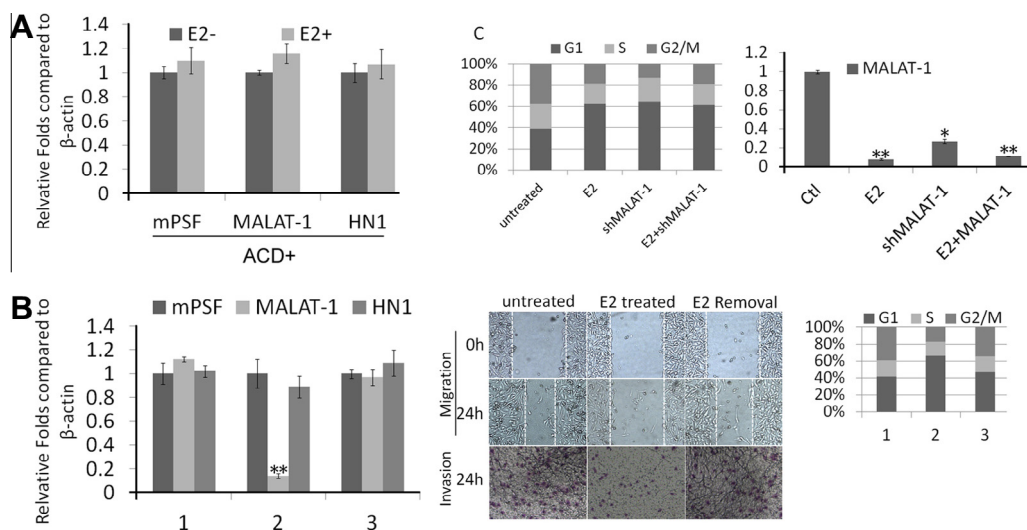 A
Relvative Folds compared to
β-actin
1.4
1.2
1
0.8
0.6
0.4
0.2
0
E2-
E2+
mPSF
MALAT-1
HN1
ACD+
C
G1
S
G2/M
100%
80%
60%
40%
20%
0%
untreated
E2
shMALAT-1
E2+shMALAT-1
1.2
1
0.8
0.6
0.4
0.2
0
MALAT-1
**
*
**
Ctl
E2
shMALAT-1
E2+MALAT-1
B
Relvative Folds compared to
β-actin
mPSF
MALAT-1
HN1
1.4
1.2
1
0.8
0.6
0.4
0.2
0
**
1
2
3
untreated
E2 treated
E2 Removal
Migration
0h
24h
Invasion
24h
G1
S
G2/M
100%
80%
60%
40%
20%
0%
1
2
3